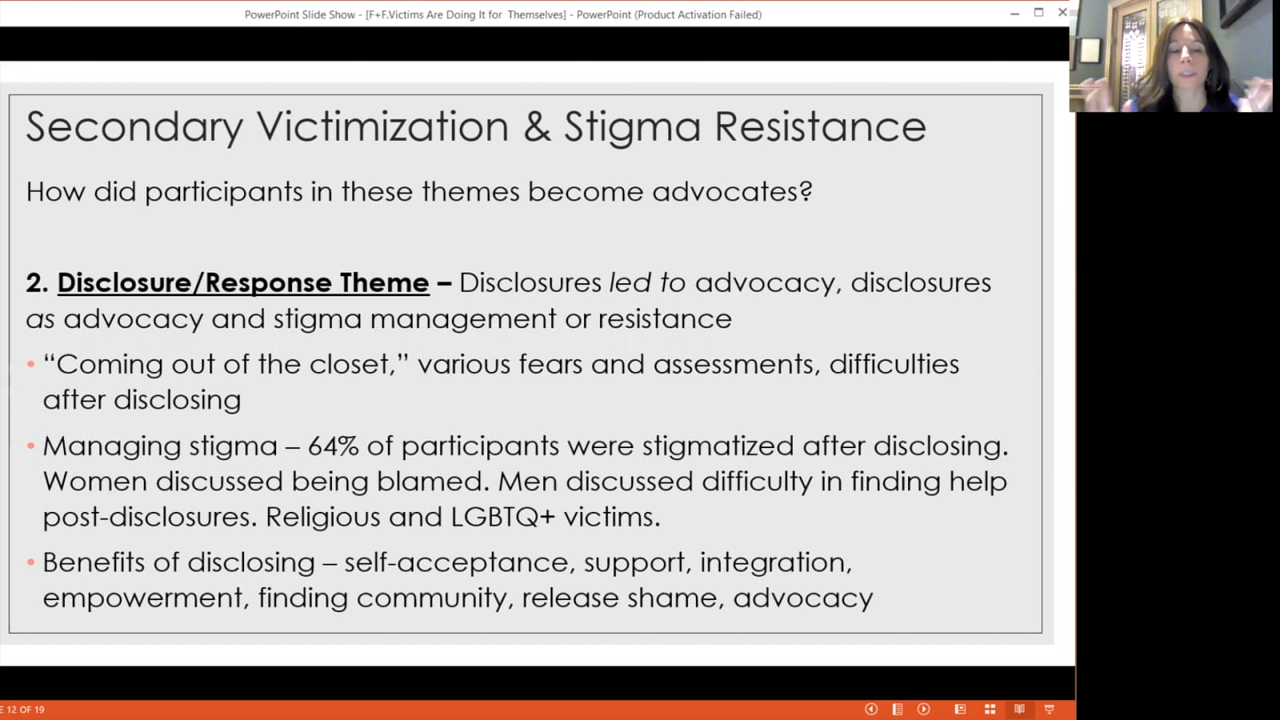 PowerPoint Slide Show - [F+F.Victims Are Doing It for Themselves] - PowerPoint (Product Activation Failed)
Secondary Victimization & Stigma Resistance
How did participants in these themes become advocates?
2. Disclosure/Response Theme – Disclosures led to advocacy, disclosures
as advocacy and stigma management or resistance
• “Coming out of the closet,” various fears and assessments, difficulties
after disclosing
• Managing stigma – 64% of participants were stigmatized after disclosing.
Women discussed being blamed. Men discussed difficulty in finding help
post-disclosures. Religious and LGBTQ+ victims.
• Benefits of disclosing – self-acceptance, support, integration,
empowerment, finding community, release shame, advocacy
E 12 OF 19